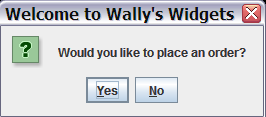 Welcome to Wally's Widgets
?
Would you like to place an order?
Yes No